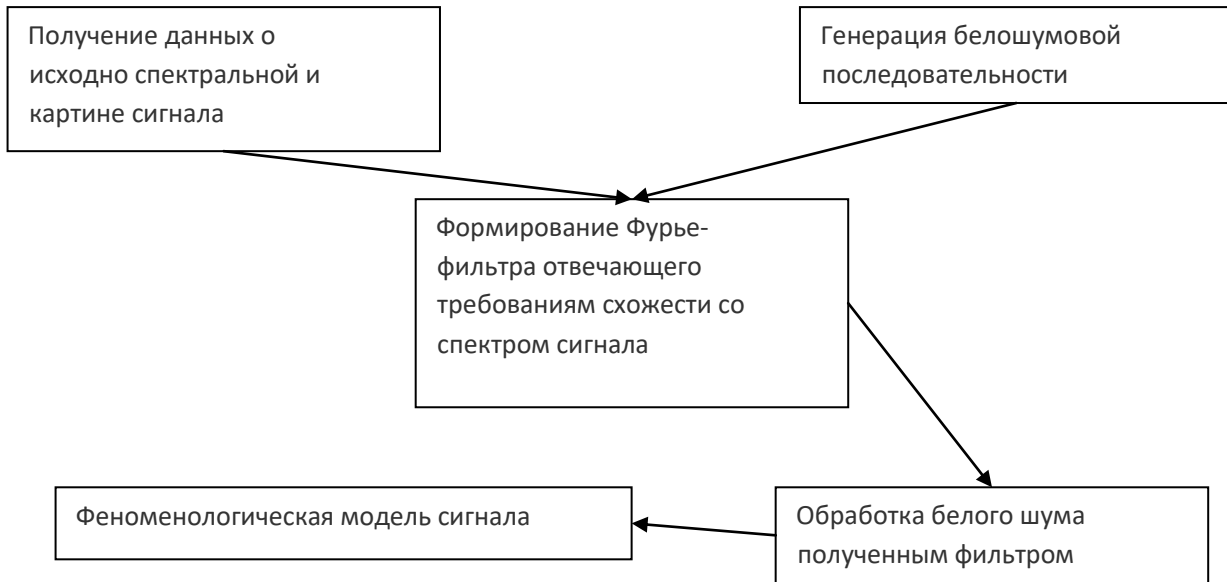 Получение данных о
исходно спектральной и
картине сигнала
Генерация белошумовой
последовательности
Формирование Фурье-
фильтра отвечающего
требованиям схожести со
спектром сигнала
Феноменологическая модель сигнала
Обработка белого шума
полученным фильтром